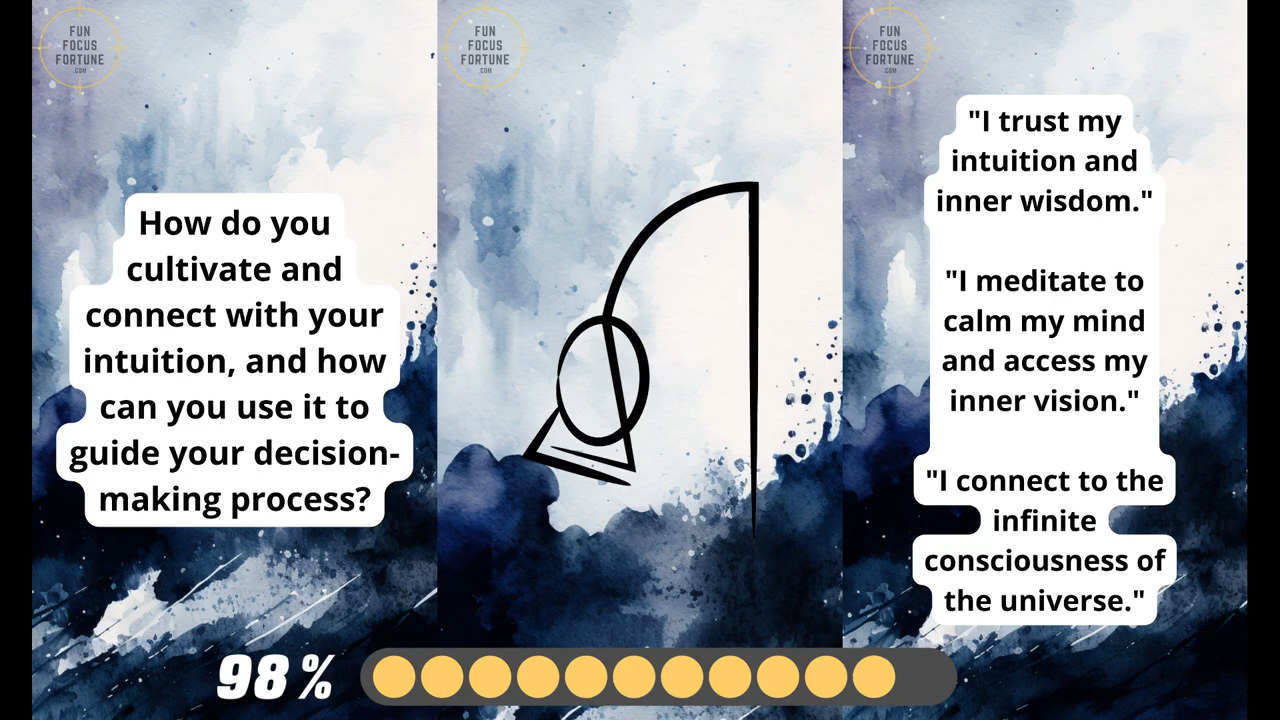 FUN
FOCUS
FORTUNE
.COM
How do you
cultivate and
connect with your
intuition, and how
can you use it to
guide your decision-
making process?
FUN
FOCUS
FORTUNE
.COM
FUN
FOCUS
FORTUNE
.COM
"I trust my
intuition and
inner wisdom."
"I meditate to
calm my mind
and access my
inner vision."
"I connect to the
infinite
consciousness of
the universe."
98%